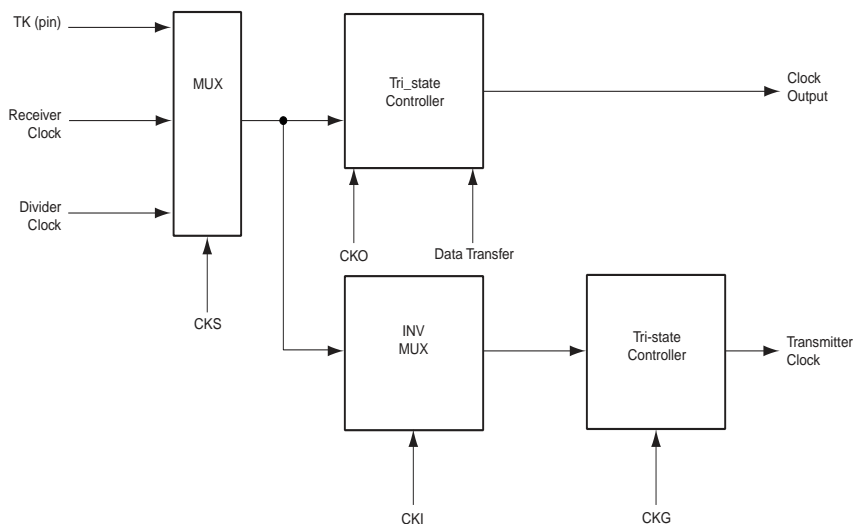 TK (pin)
MUX
Tri_state
Controller
Clock
Output
Receiver
Clock
Divider
Clock
CKO
Data Transfer
CKS
INV
MUX
Tri-state
Controller
Transmitter
Clock
CKI
CKG